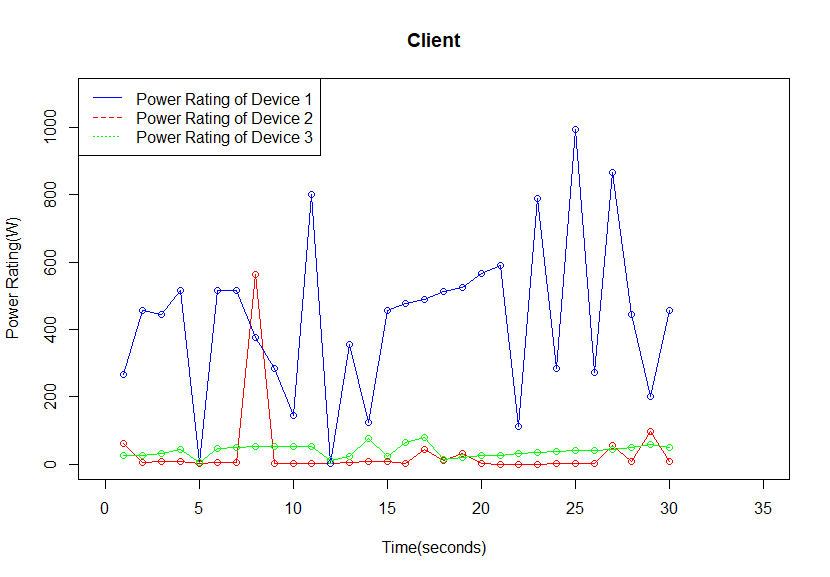 Client
Power Rating of Device 1
Power Rating of Device 2
Power Rating of Device 3
Power Rating(W)
1000
800
600
400
200
0
0 5 10 15 20 25 30 35
Time(seconds)